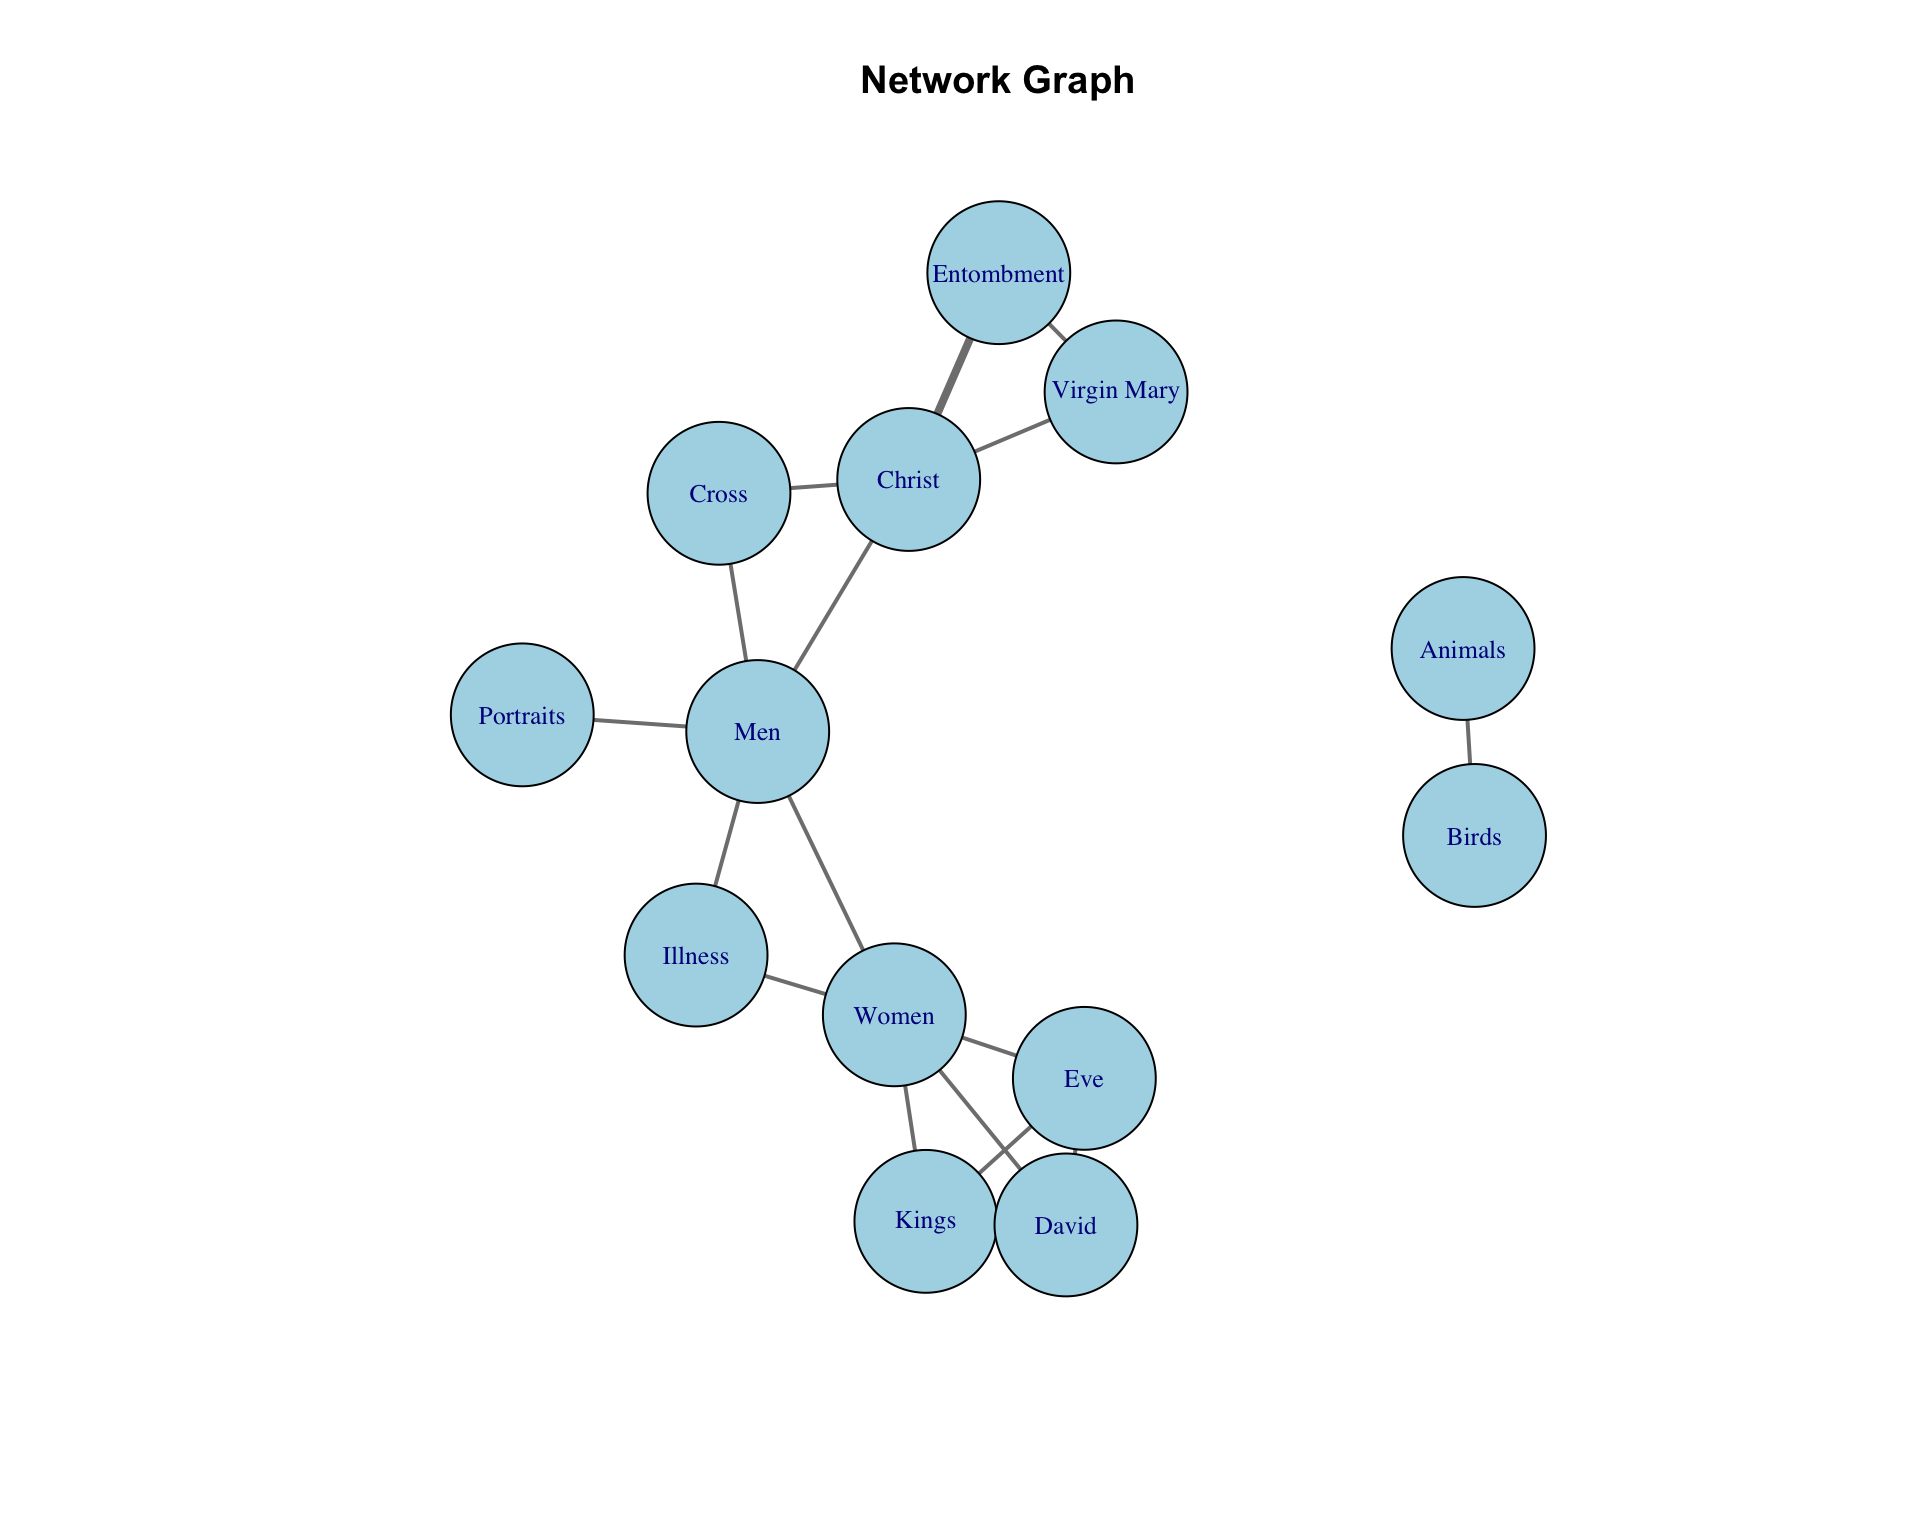 Network Graph
Entombment
Virgin Mary
Christ
Cross
Animals
Portraits
Men
Birds
Illness
Women
Eve
Kings
David